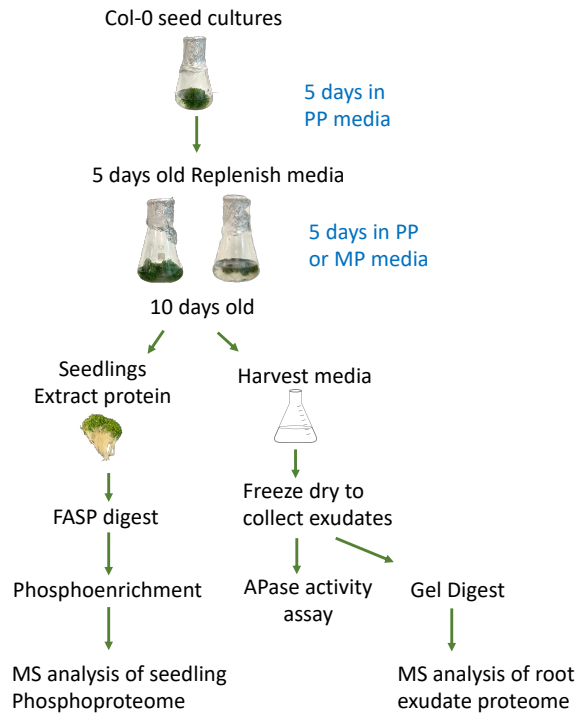 Col-0 seed cultures
5 days in
PP media
5 days old Replenish media
5 days in PP
or MP media
10 days old
Seedlings
Extract protein
Harvest media
FASP digest
Freeze dry to
collect exudates
Phosphoenrichment
APase activity
assay
Gel Digest
MS analysis of seedling
Phosphoproteome
MS analysis of root
exudate proteome